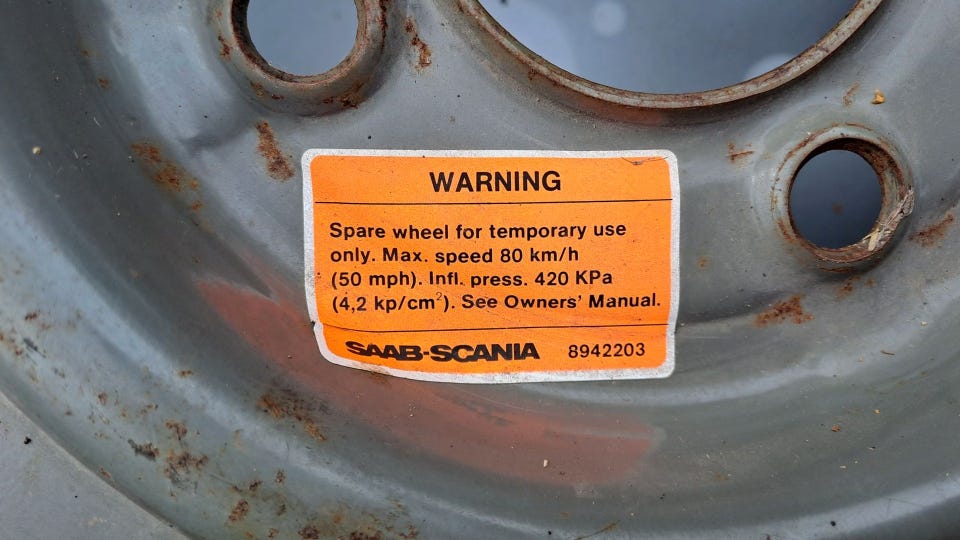 WARNING
Spare wheel for temporary use
only. Max. speed 80 km/h
(50 mph). Infl. press. 420 KPa
(4,2 kp/cm²). See Owners' Manual.
SAAB-SCANIA 8942203